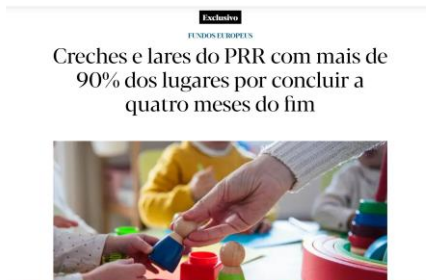 Exclusivo
FUNDOS EUROPEUS
Creches e lares do PRR com mais de
90% dos lugares por concluir a
quatro meses do fim